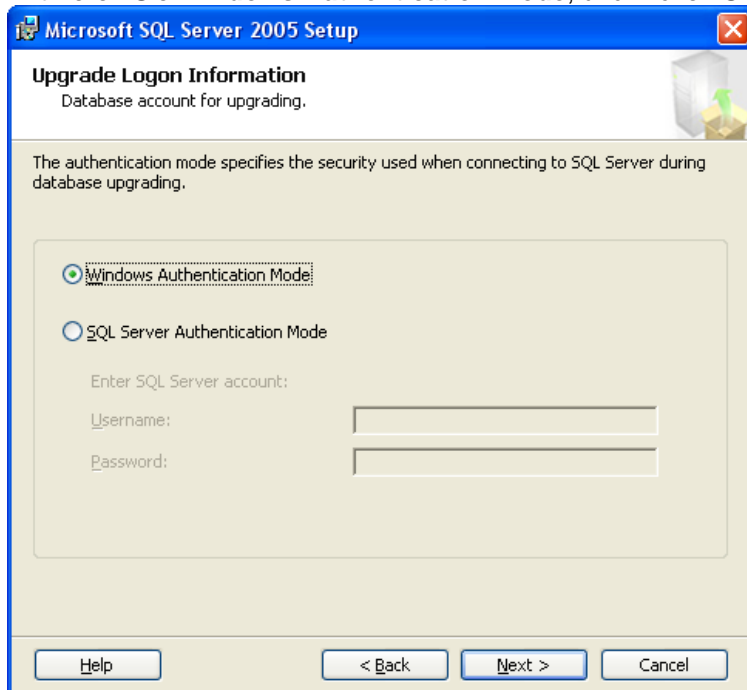 Microsoft SQL Server 2005 Setup
Upgrade Logon Information
Database account for upgrading.
The authentication mode specifies the security used when connecting to SQL Server during
database upgrading.
Windows Authentication Mode
SQL Server Authentication Mode
Enter SQL Server account:
Username:
Password:
Help
< Back
Next >
Cancel